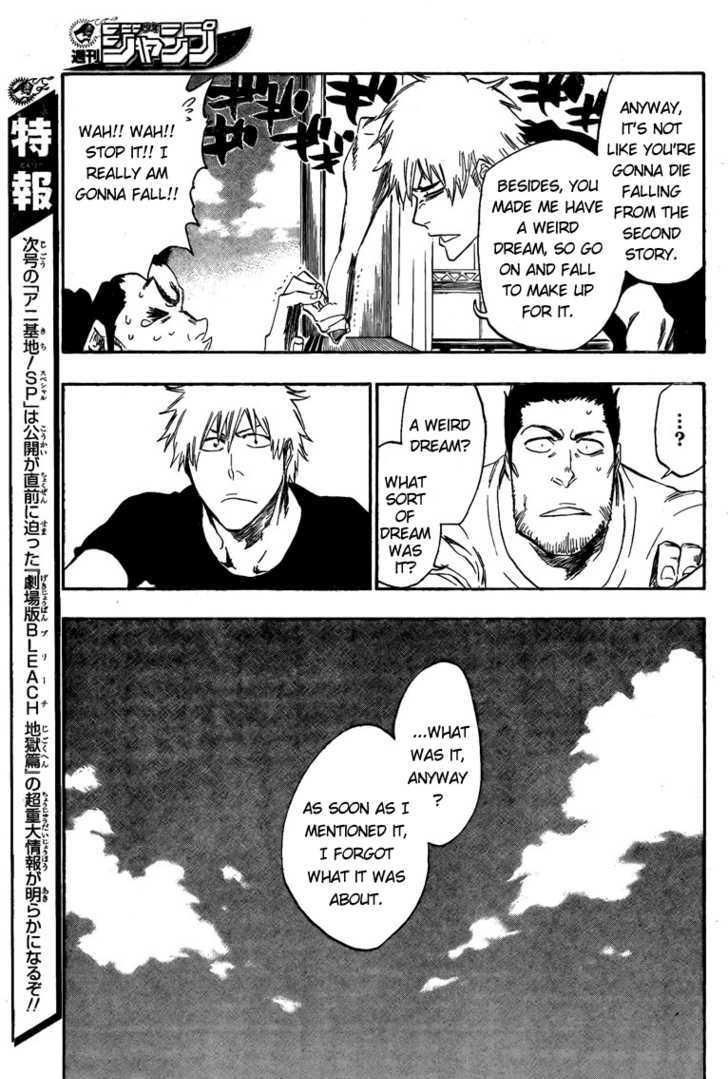 週刊
少年
ジャンプ
ANYWAY,
IT'S NOT
LIKE YOU'RE
GONNA DIE
FALLING
FROM THE
SECOND
STORY.
BESIDES, YOU
MADE ME HAVE
A WEIRD
DREAM, SO GO
ON AND FALL
TO MAKE UP
FOR IT.
WAH!! WAH!!
STOP IT!! I
REALLY AM
GONNA FALL!!
...?
A WEIRD
DREAM?
WHAT
SORT
OF
DREAM
WAS
IT?
...WHAT
WAS IT,
ANYWAY
?
AS SOON AS I
MENTIONED IT,
I FORGOT
WHAT IT WAS
ABOUT.
特報
次号の「アニ基地!SP」は公開が直前に迫った『劇場版BLEACH 地獄篇』の超重大情報が明らかになるぞ!!